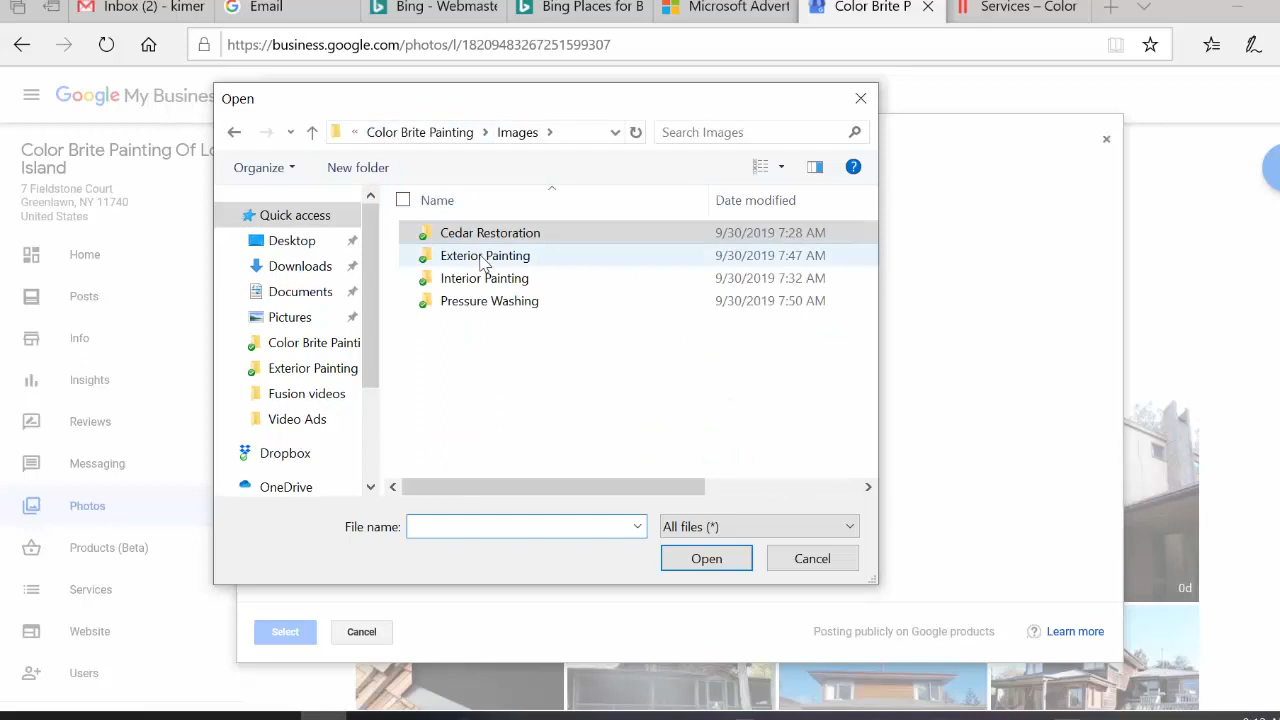 Inbox (2) - kimer
Email
Bing - Webmaste
Bing Places for B
Microsoft Advert
Color Brite P
Services – Color
https://business.google.com/photos/l/18209483267251599307
Google My Busines
Color Brite Painting Of Lo
Island
7 Fieldstone Court
Greenlawn, NY 11740
United States
Home
Posts
Info
Insights
Reviews
Messaging
Photos
Products (Beta)
Services
Website
Users
Open
« Color Brite Painting > Images >
Search Images
Organize
New folder
Name
Date modified
Cedar Restoration 9/30/2019 7:28 AM
Exterior Painting 9/30/2019 7:47 AM
Interior Painting 9/30/2019 7:32 AM
Pressure Washing 9/30/2019 7:50 AM
Quick access
Desktop
Downloads
Documents
Pictures
Color Brite Painti
Exterior Painting
Fusion videos
Video Ads
Dropbox
OneDrive
File name:
All files (*)
Open
Cancel
0d
Select
Cancel
Posting publicly on Google products
Learn more